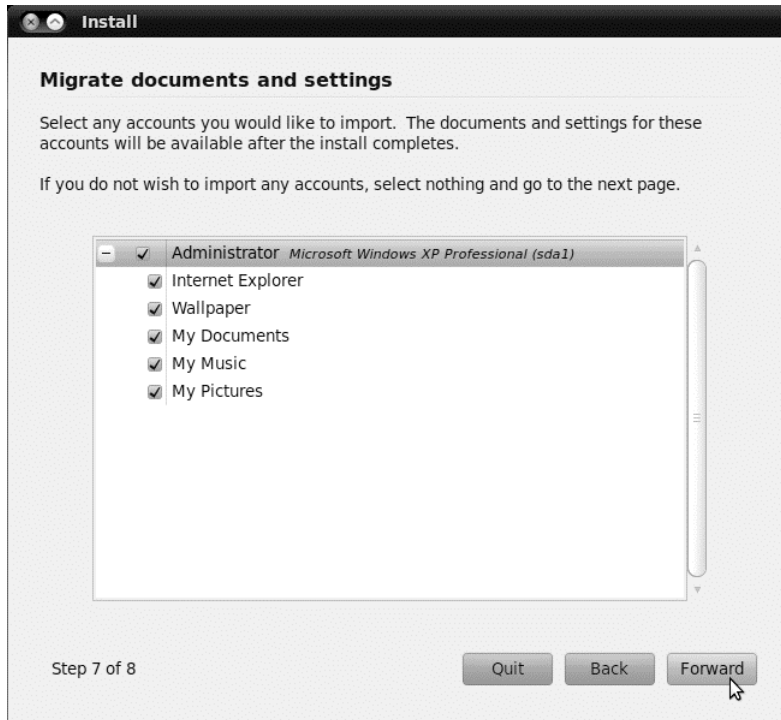 Install
Migrate documents and settings
Select any accounts you would like to import. The documents and settings for these
accounts will be available after the install completes.
If you do not wish to import any accounts, select nothing and go to the next page.
Administrator Microsoft Windows XP Professional (sda1)
Internet Explorer
Wallpaper
My Documents
My Music
My Pictures
Step 7 of 8 Quit Back Forward